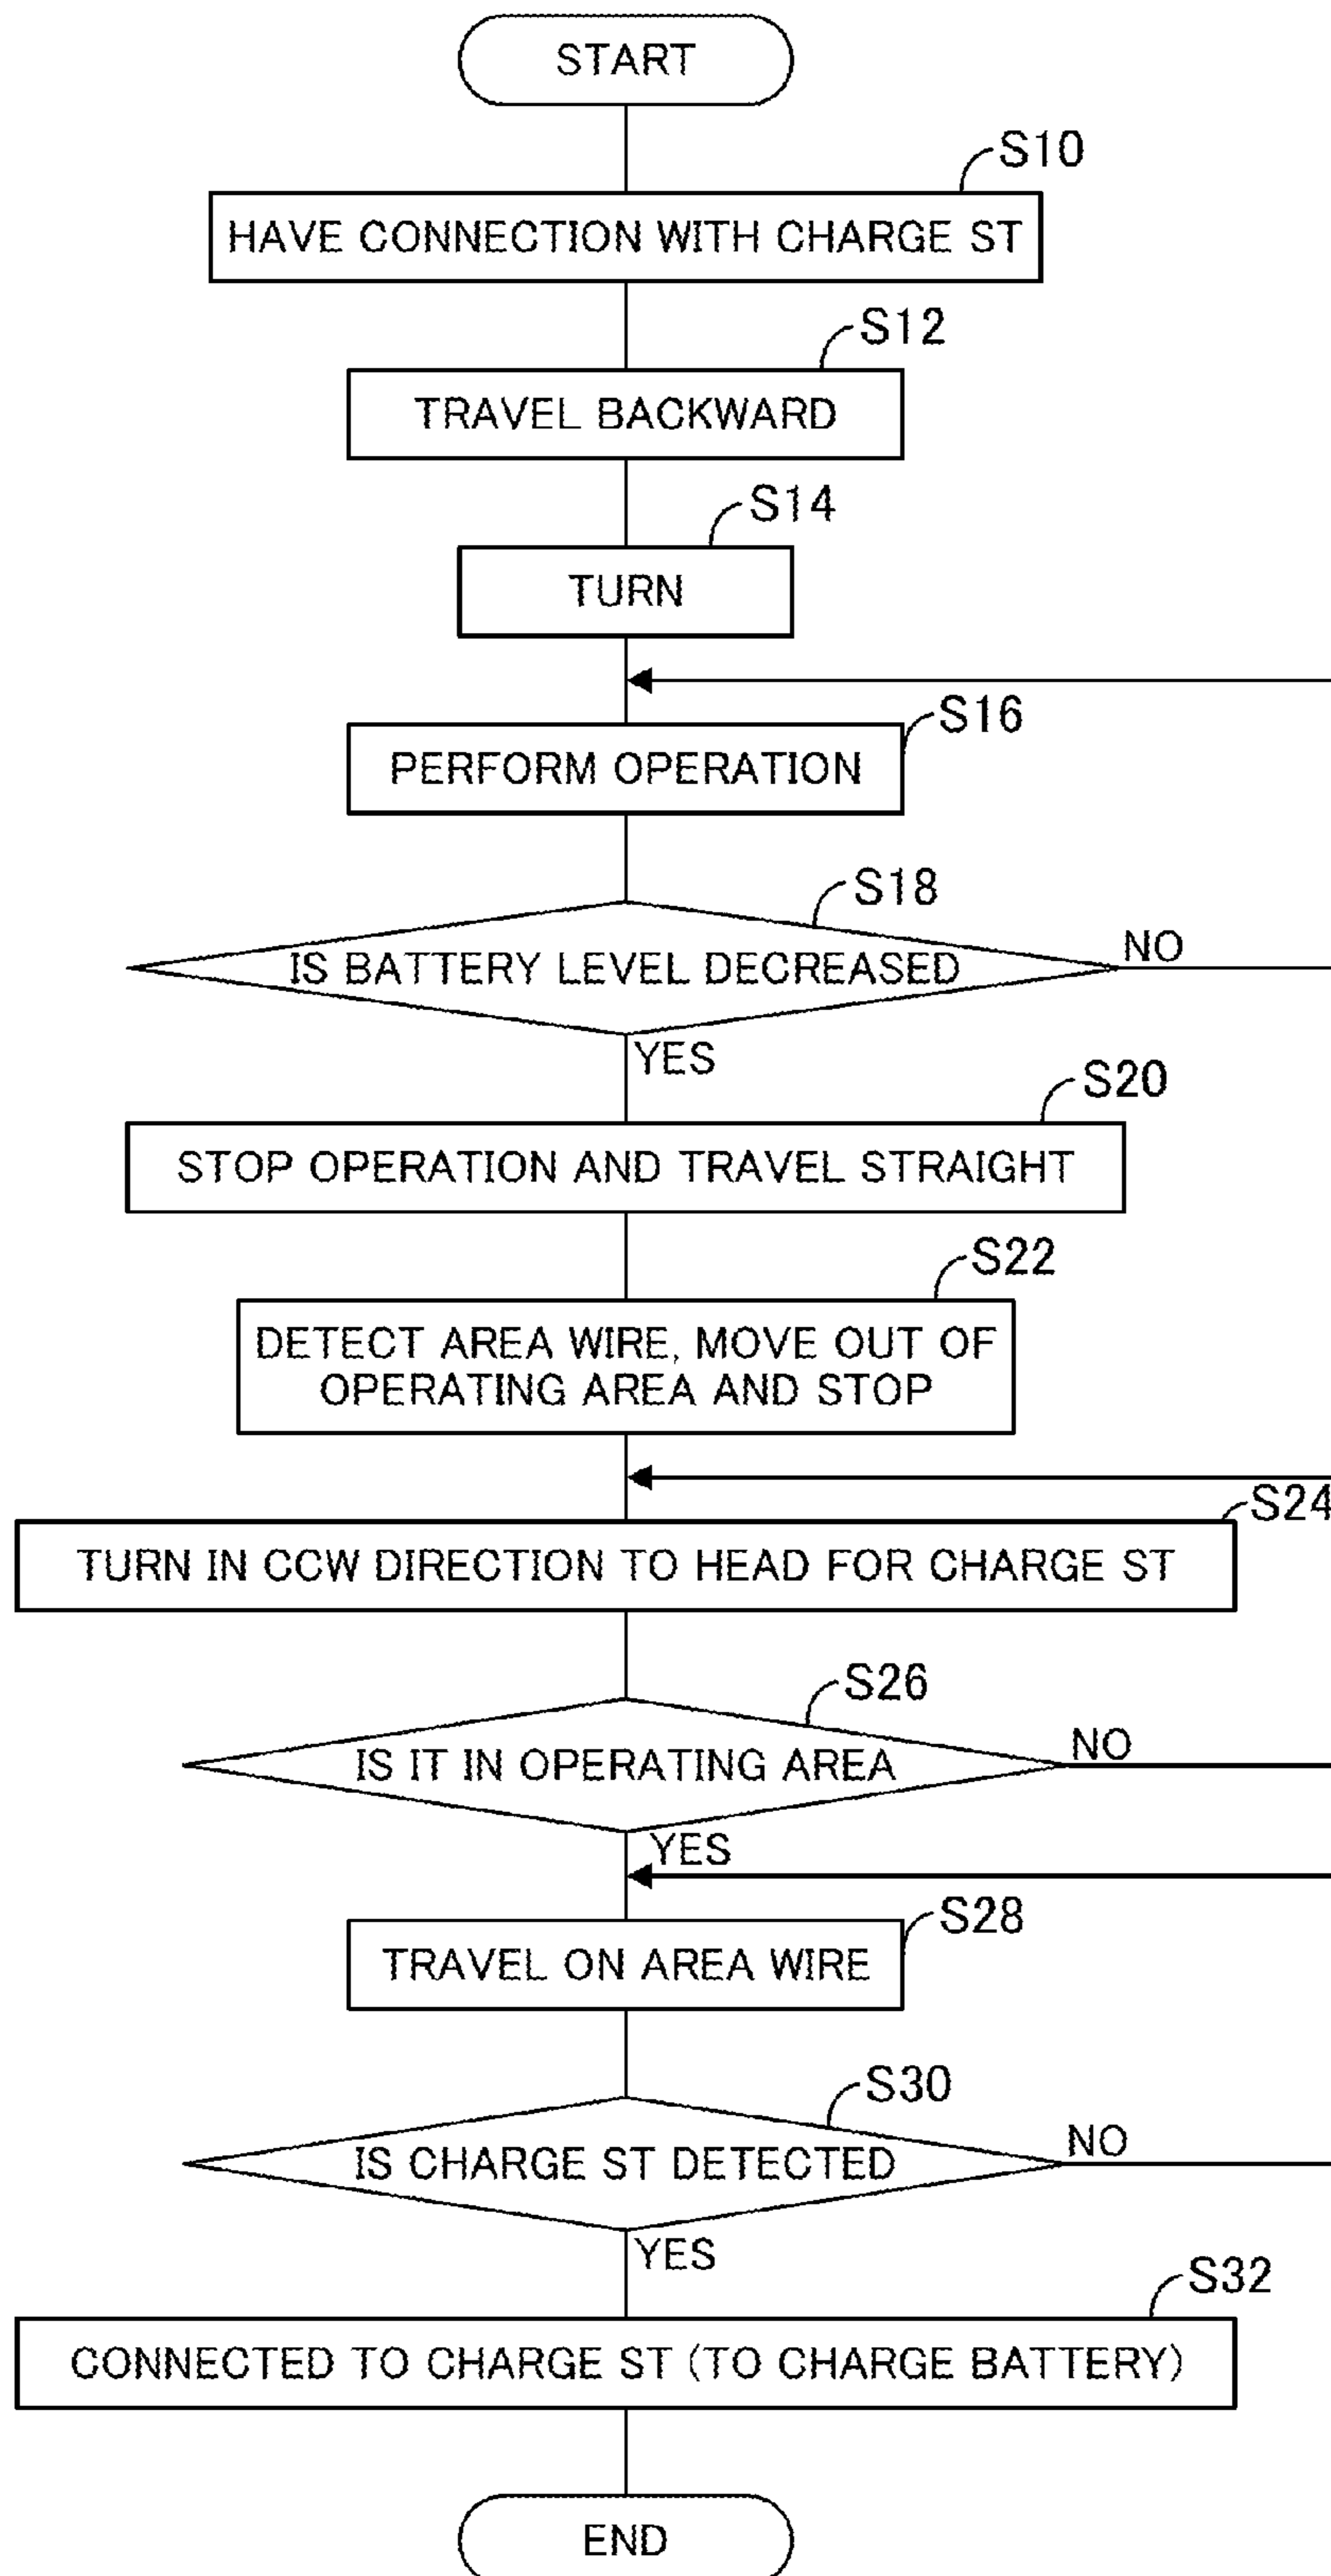 START
S10
HAVE CONNECTION WITH CHARGE ST
S12
TRAVEL BACKWARD
S14
TURN
S16
PERFORM OPERATION
S18
IS BATTERY LEVEL DECREASED
NO
YES
S20
STOP OPERATION AND TRAVEL STRAIGHT
S22
DETECT AREA WIRE, MOVE OUT OF
OPERATING AREA AND STOP
S24
TURN IN CCW DIRECTION TO HEAD FOR CHARGE ST
S26
IS IT IN OPERATING AREA
NO
YES
S28
TRAVEL ON AREA WIRE
S30
IS CHARGE ST DETECTED
NO
YES
S32
CONNECTED TO CHARGE ST (TO CHARGE BATTERY)
END